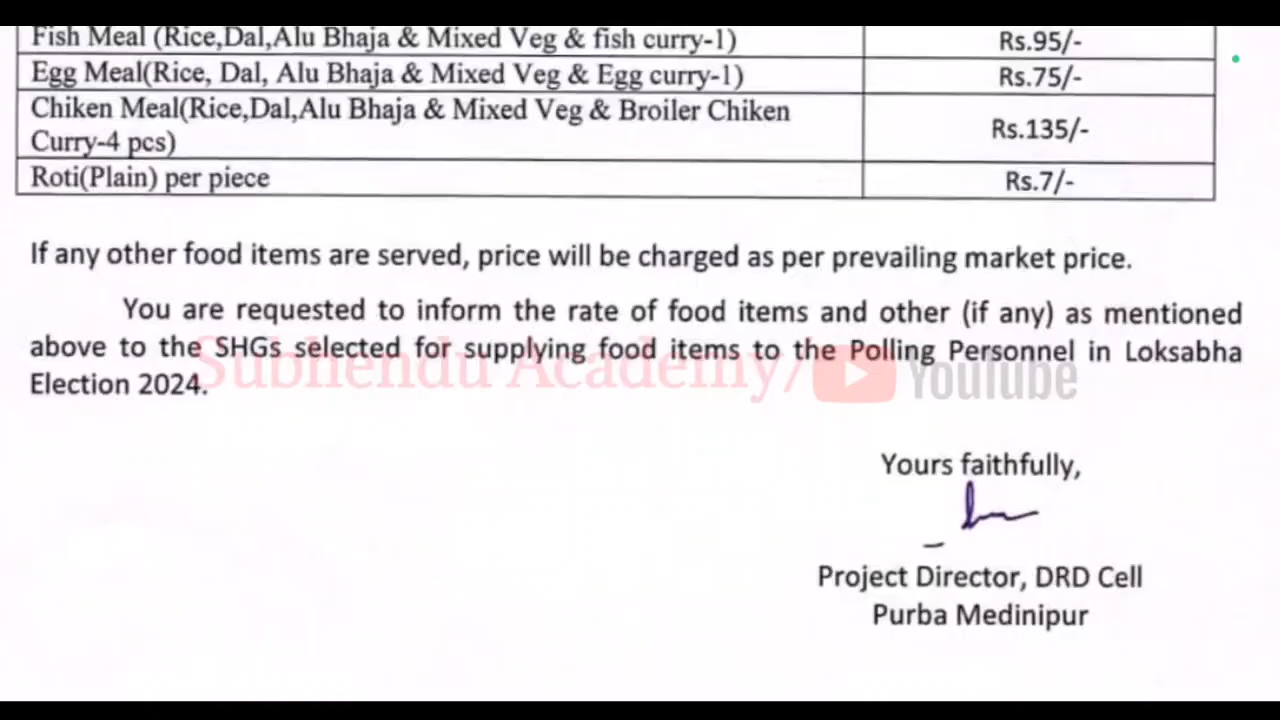 Fish Meal (Rice,Dal,Alu Bhaja & Mixed Veg & fish curry-1) Rs.95/-
Egg Meal(Rice, Dal, Alu Bhaja & Mixed Veg & Egg curry-1) Rs.75/-
Chiken Meal(Rice,Dal,Alu Bhaja & Mixed Veg & Broiler Chiken
Curry-4 pcs) Rs.135/-
Roti(Plain) per piece Rs.7/-
If any other food items are served, price will be charged as per prevailing market price.
You are requested to inform the rate of food items and other (if any) as mentioned
above to the SHGs selected for supplying food items to the Polling Personnel in Loksabha
Election 2024.
Subhendu Academy/ YouTube
Yours faithfully,
Project Director, DRD Cell
Purba Medinipur